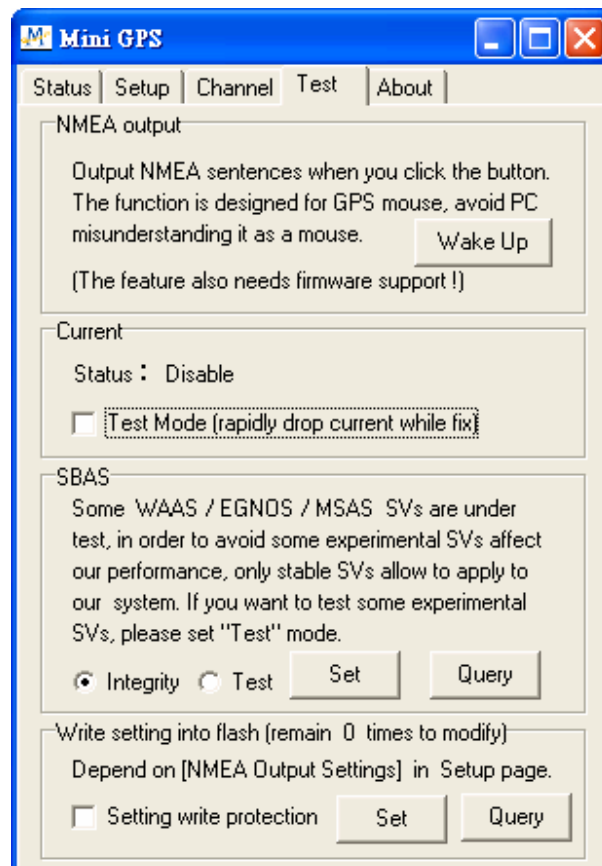 Mini GPS
Status Setup Channel Test About
NMEA output
Output NMEA sentences when you click the button.
The function is designed for GPS mouse, avoid PC
misunderstanding it as a mouse.
Wake Up
(The feature also needs firmware support !)
Current
Status : Disable
Test Mode (rapidly drop current while fix)
SBAS
Some WAAS / EGNOS / MSAS SVs are under
test, in order to avoid some experimental SVs affect
our performance, only stable SVs allow to apply to
our system. If you want to test some experimental
SVs, please set "Test" mode.
Integrity Test Set Query
Write setting into flash (remain 0 times to modify)
Depend on [NMEA Output Settings] in Setup page.
Setting write protection Set Query